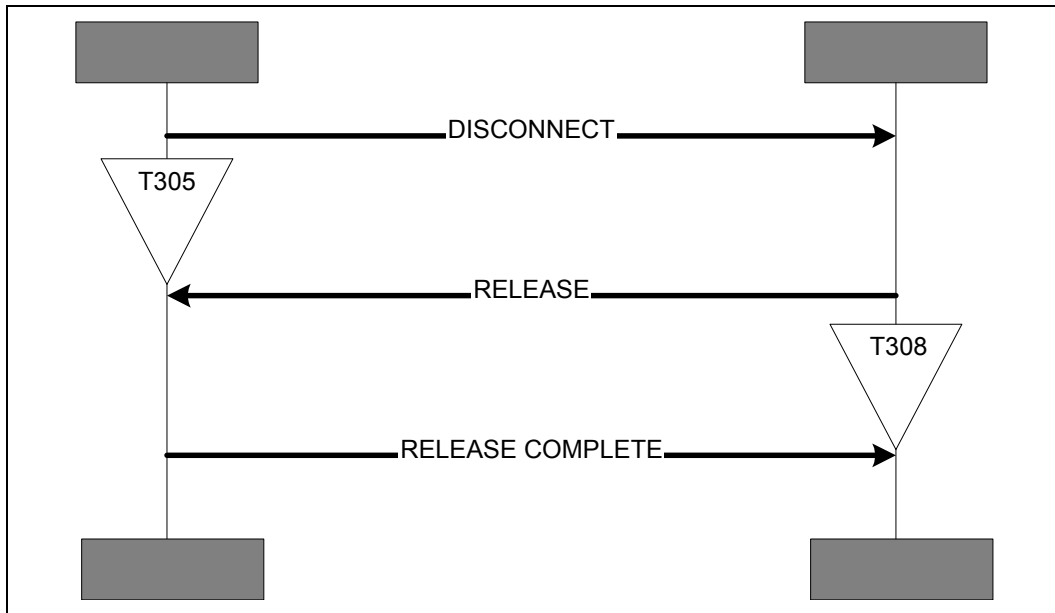 DISCONNECT
T305
RELEASE
T308
RELEASE COMPLETE